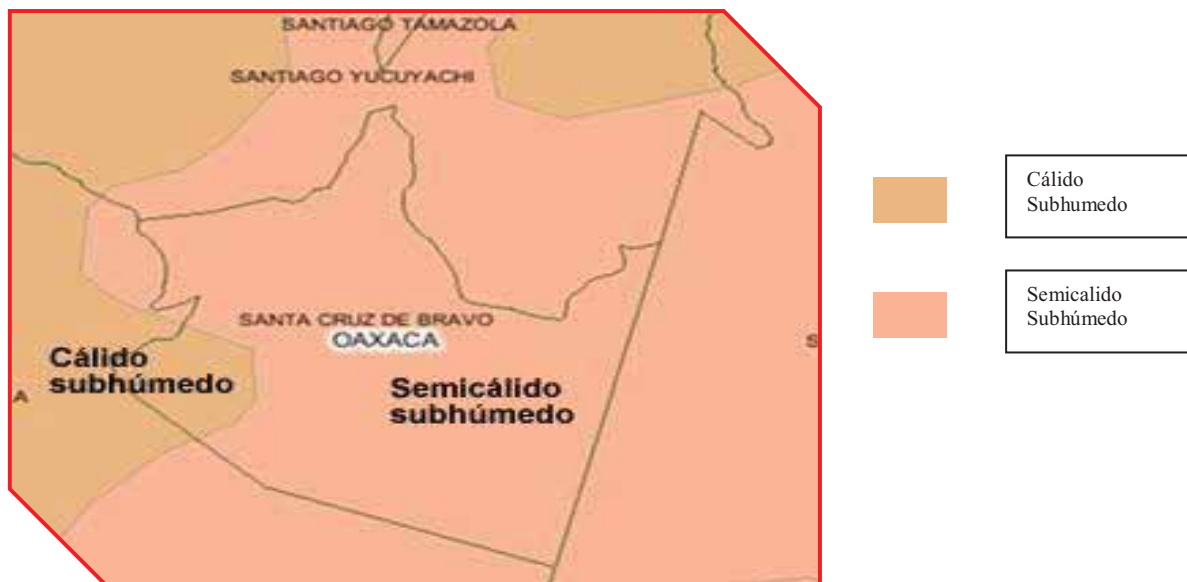 SANTIAGO TAMAZOLA
SANTIAGO YUCUYACHI
SANTA CRUZ DE BRAVO
OAXACA
Cálido
subhúmedo
A
Semicálido
subhúmedo
S
Cálido
Subhumedo
Semicalido
Subhúmedo